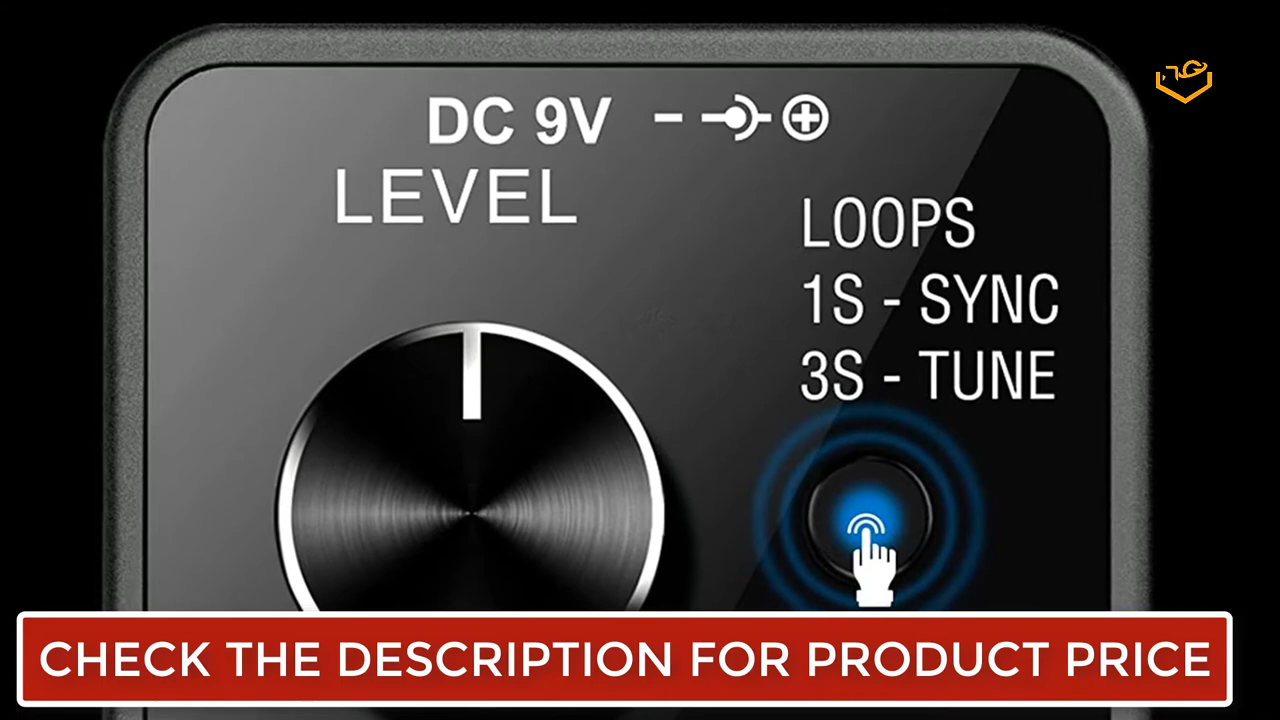 DC 9V
LEVEL
LOOPS
1S - SYNC
3S - TUNE
CHECK THE DESCRIPTION FOR PRODUCT PRICE